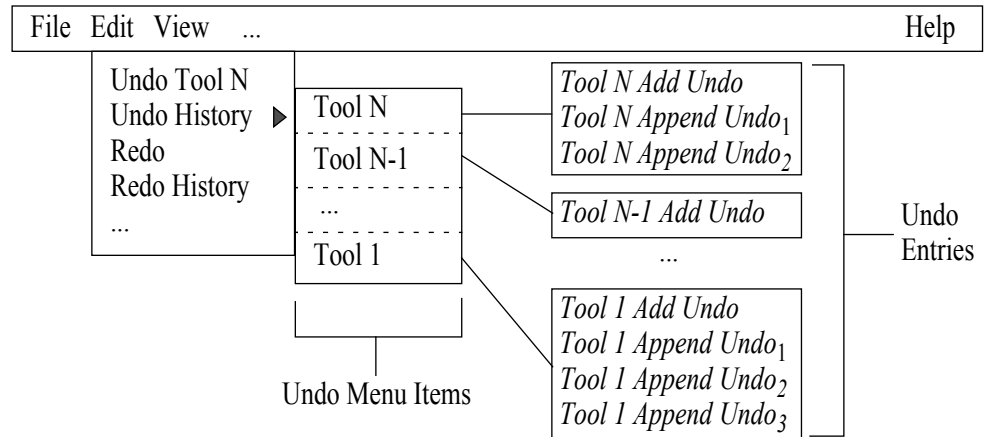 File Edit View ... Help
Undo Tool N
Undo History
Redo
Redo History
...
Tool N
Tool N-1
...
Tool 1
Undo Menu Items
Tool N Add Undo
Tool N Append Undo1
Tool N Append Undo2
Tool N-1 Add Undo
...
Tool 1 Add Undo
Tool 1 Append Undo1
Tool 1 Append Undo2
Tool 1 Append Undo3
Undo
Entries